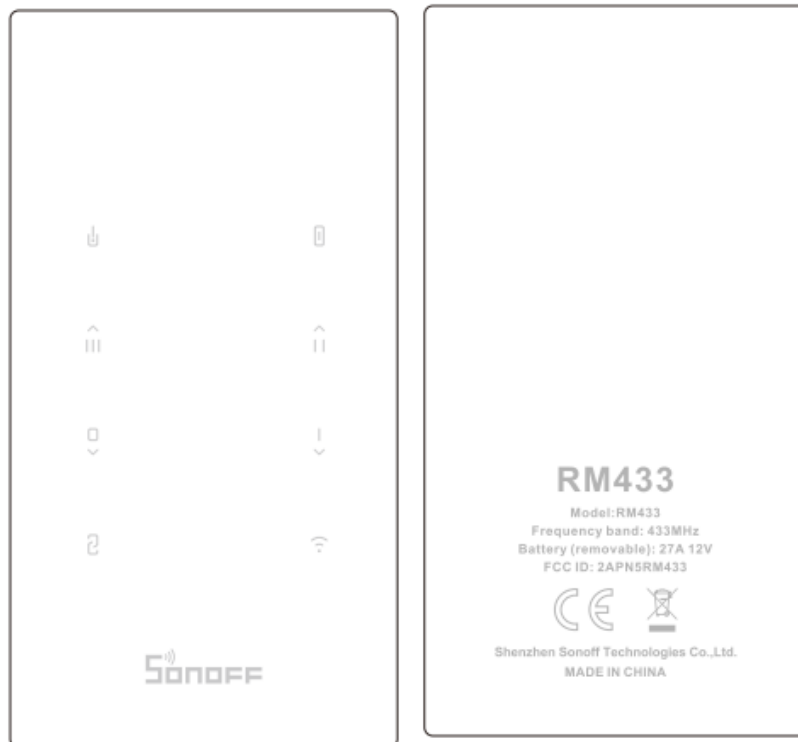 SONOFF
RM433
Model:RM433
Frequency band: 433MHz
Battery (removable): 27A 12V
FCC ID: 2APN5RM433
CE
Shenzhen Sonoff Technologies Co.,Ltd.
MADE IN CHINA